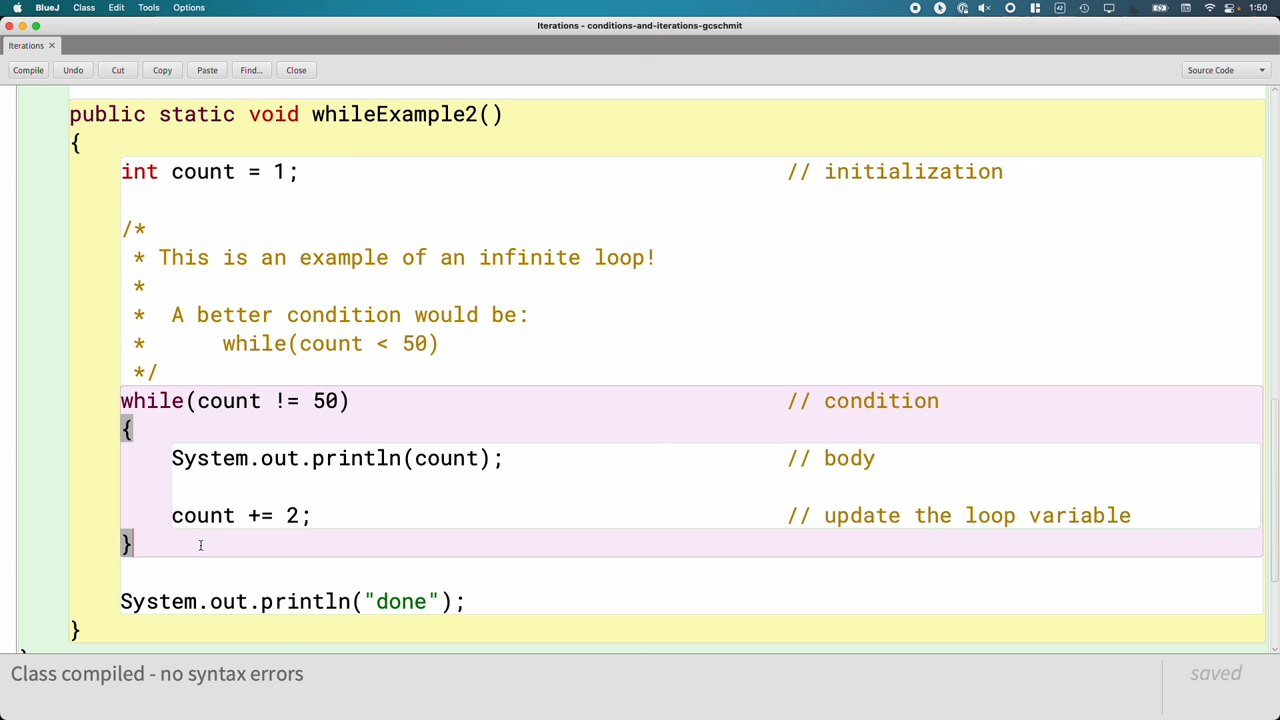 BlueJ Class Edit Tools Options 1:50
Iterations - conditions-and-iterations-gcschmit
Iterations
Compile Undo Cut Copy Paste Find... Close Source Code
public static void whileExample2()
{
int count = 1; // initialization
/*
* This is an example of an infinite loop!
*
* A better condition would be:
* while(count < 50)
*/
while(count != 50) // condition
{
System.out.println(count); // body
count += 2; // update the loop variable
}
System.out.println("done");
}
Class compiled - no syntax errors saved